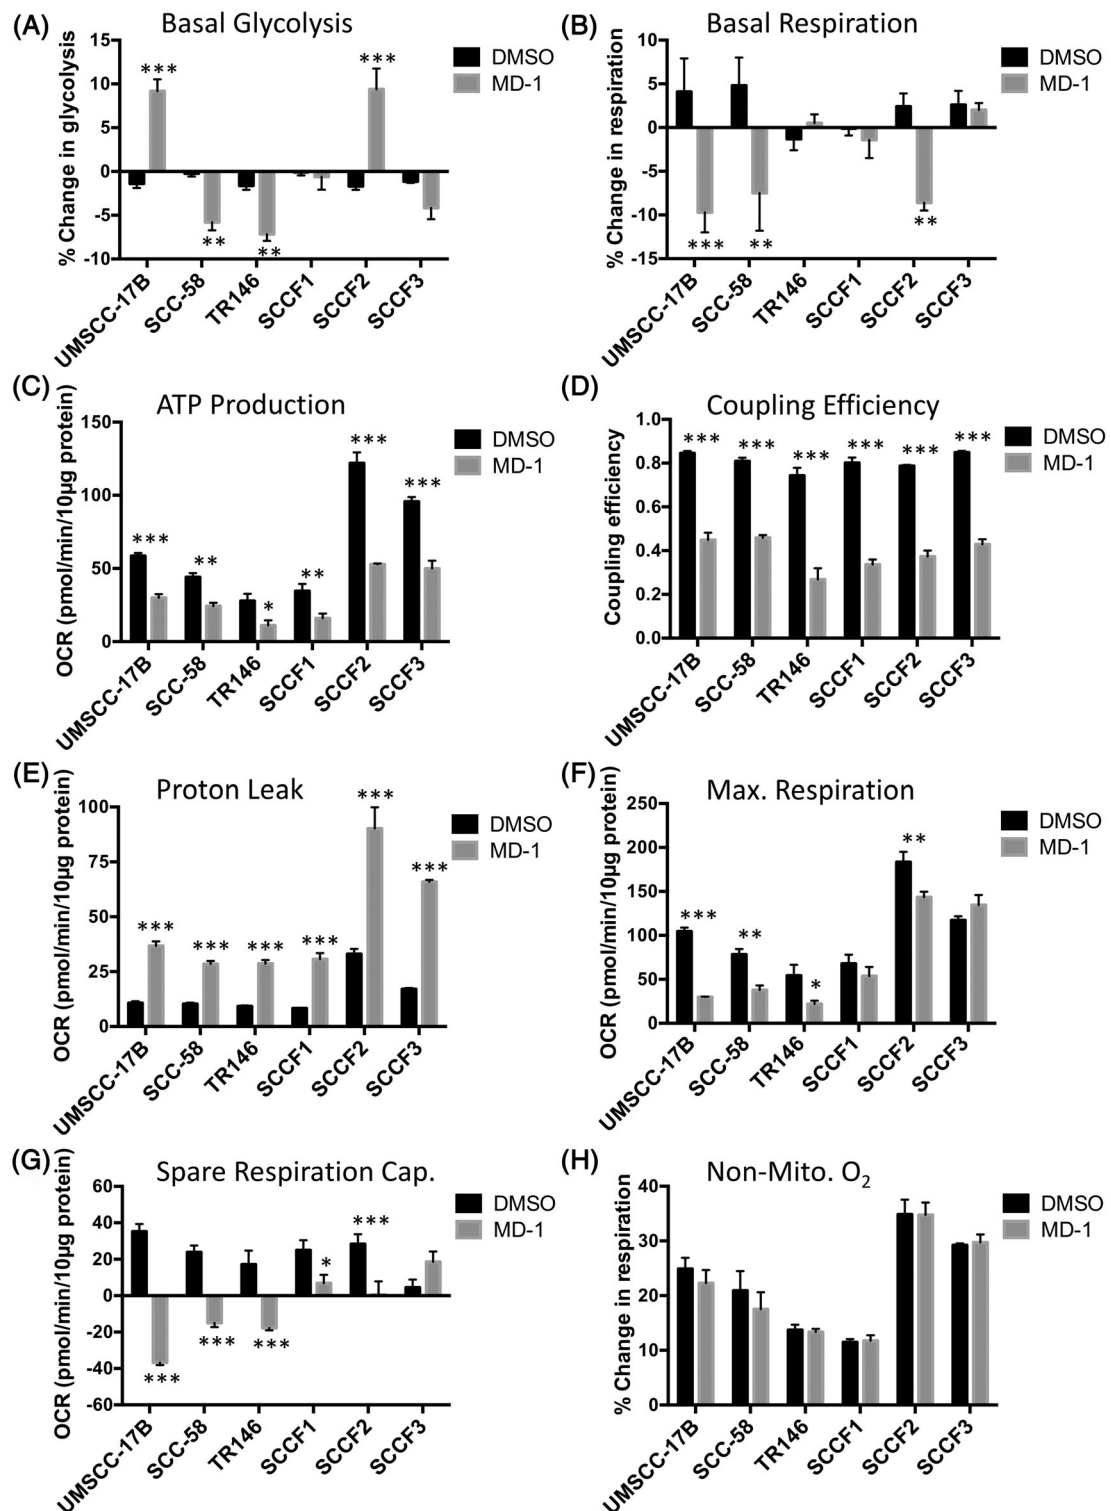 (A) Basal Glycolysis
% Change in glycolysis
15
10
5
0
-5
-10
***
**
**
***
DMSO
MD-1
UMSCC-17B
SCC-58
TR146
SCCF1
SCCF2
SCCF3
(B) Basal Respiration
% Change in respiration
10
5
0
-5
-10
-15
***
**
**
DMSO
MD-1
UMSCC-17B
SCC-58
TR146
SCCF1
SCCF2
SCCF3
(C) ATP Production
OCR (pmol/min/10µg protein)
150
100
50
0
***
**
*
**
***
***
DMSO
MD-1
UMSCC-17B
SCC-58
TR146
SCCF1
SCCF2
SCCF3
(D) Coupling Efficiency
Coupling efficiency
1.0
0.8
0.6
0.4
0.2
0.0
***
***
***
***
***
***
DMSO
MD-1
UMSCC-17B
SCC-58
TR146
SCCF1
SCCF2
SCCF3
(E) Proton Leak
OCR (pmol/min/10µg protein)
100
75
50
25
0
***
***
***
***
***
***
DMSO
MD-1
UMSCC-17B
SCC-58
TR146
SCCF1
SCCF2
SCCF3
(F) Max. Respiration
OCR (pmol/min/10µg protein)
250
200
150
100
50
0
***
**
*
**
DMSO
MD-1
UMSCC-17B
SCC-58
TR146
SCCF1
SCCF2
SCCF3
(G) Spare Respiration Cap.
OCR (pmol/min/10µg protein)
60
40
20
0
-20
-40
-60
***
***
***
*
***
DMSO
MD-1
UMSCC-17B
SCC-58
TR146
SCCF1
SCCF2
SCCF3
(H) Non-Mito. O₂
% Change in respiration
40
30
20
10
0
DMSO
MD-1
UMSCC-17B
SCC-58
TR146
SCCF1
SCCF2
SCCF3